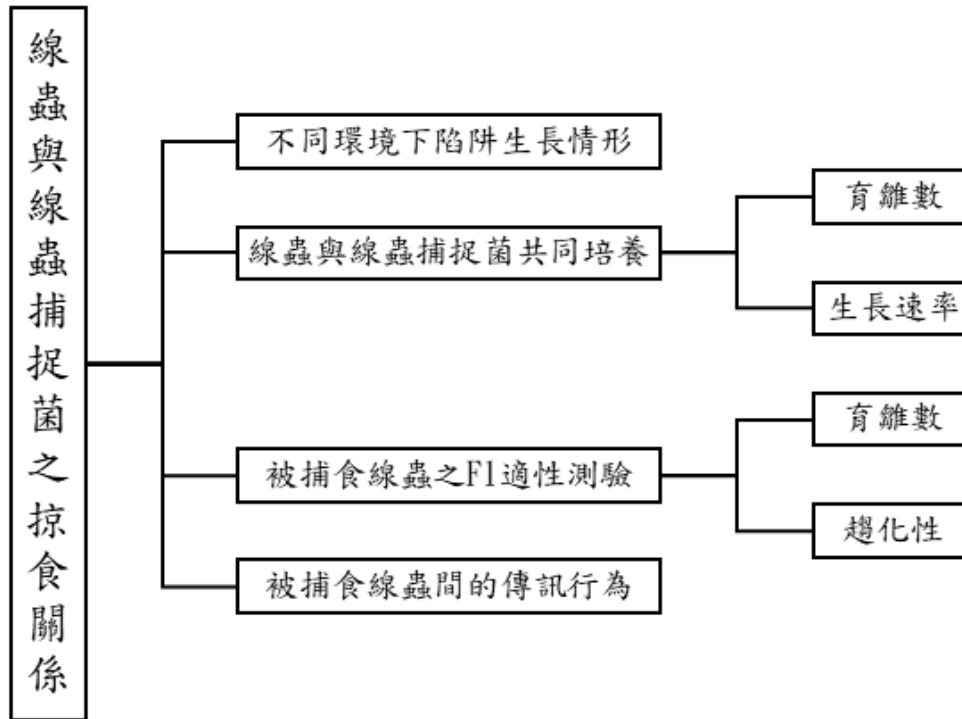 線蟲與線蟲捕捉菌之掠食關係
不同環境下陷阱生長情形
線蟲與線蟲捕捉菌共同培養
育雛數
生長速率
被捕食線蟲之F1適性測驗
育雛數
趨化性
被捕食線蟲間的傳訊行為